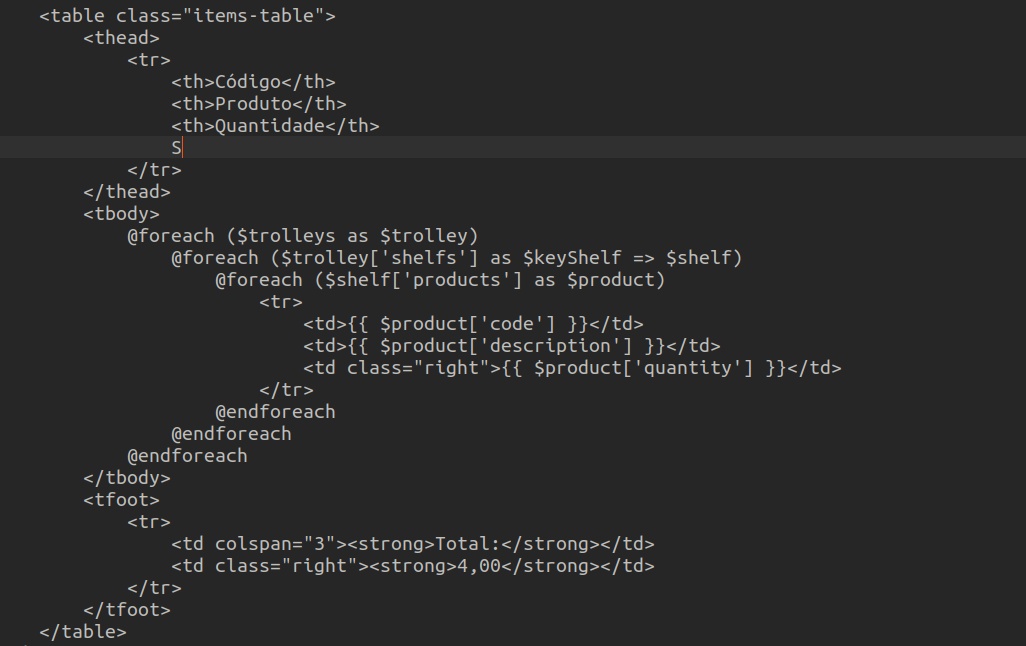 <table class="items-table">
<thead>
<tr>
<th>Código</th>
<th>Produto</th>
<th>Quantidade</th>
S
</tr>
</thead>
<tbody>
@foreach ($trolleys as $trolley)
@foreach ($trolley['shelfs'] as $keyShelf => $shelf)
@foreach ($shelf['products'] as $product)
<tr>
<td>{{ $product['code'] }}</td>
<td>{{ $product['description'] }}</td>
<td class="right">{{ $product['quantity'] }}</td>
</tr>
@endforeach
@endforeach
@endforeach
</tbody>
<tfoot>
<tr>
<td colspan="3"><strong>Total:</strong></td>
<td class="right"><strong>4,00</strong></td>
</tr>
</tfoot>
</table>